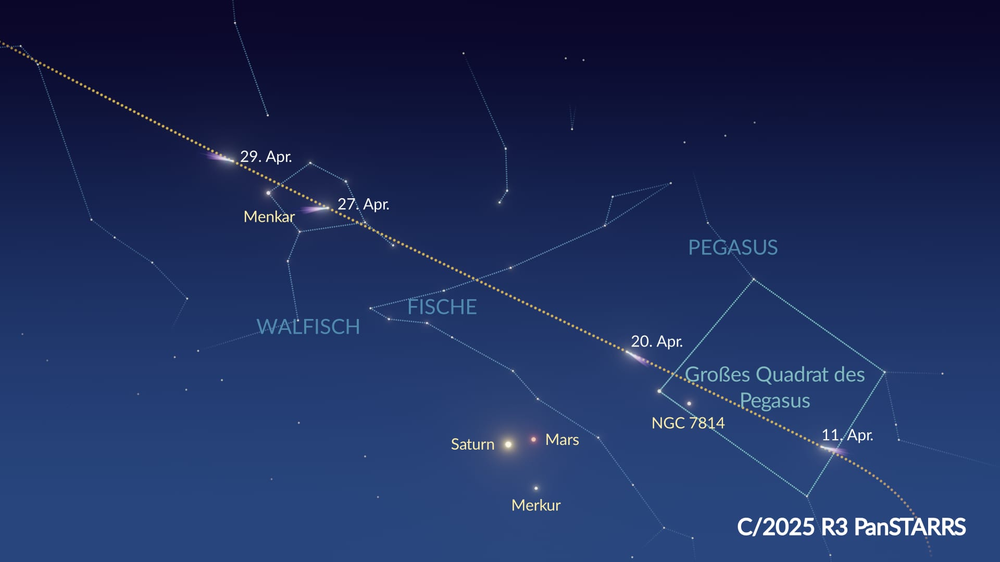 29. Apr.
27. Apr.
Menkar
PEGASUS
FISCHE
WALFISCH
20. Apr.
Großes Quadrat des
Pegasus
NGC 7814
11. Apr.
Saturn
Mars
Merkur
C/2025 R3 PanSTARRS